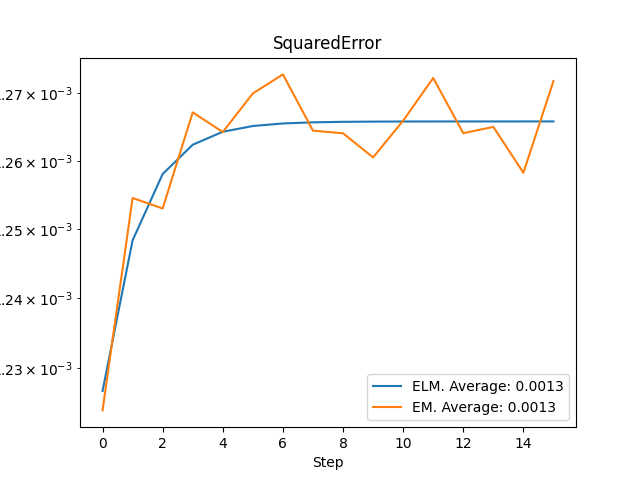 SquaredError
.27 × 10⁻³
.26 × 10⁻³
.25 × 10⁻³
.24 × 10⁻³
.23 × 10⁻³
ELM. Average: 0.0013
EM. Average: 0.0013
0 2 4 6 8 10 12 14
Step